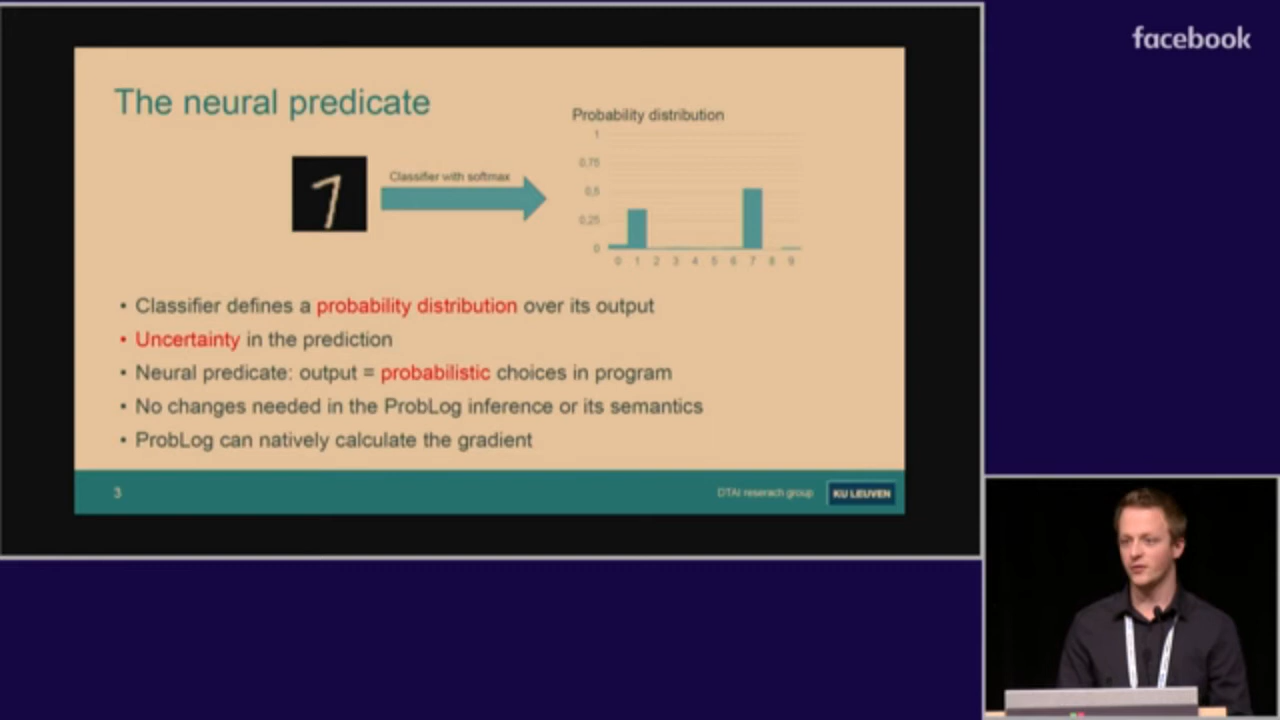 facebook
The neural predicate
Probability distribution
Classifier with softmax
1
0,75
0,5
0,25
0
0 1 2 3 4 5 6 7 8 9
• Classifier defines a probability distribution over its output
• Uncertainty in the prediction
• Neural predicate: output = probabilistic choices in program
• No changes needed in the ProbLog inference or its semantics
• ProbLog can natively calculate the gradient
3
DTAI reserach group
KU LEUVEN